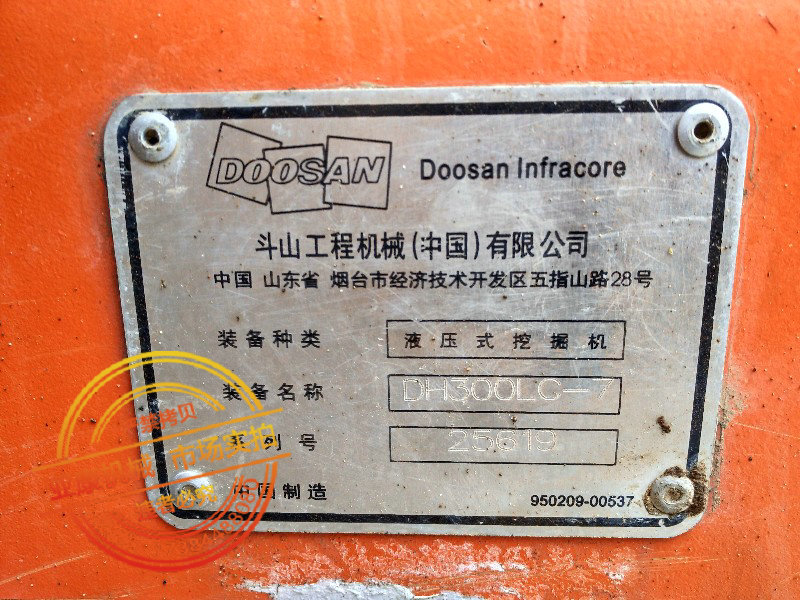 DOOSAN
Doosan Infracore
斗山工程机械(中国)有限公司
中国 山东省 烟台市经济技术开发区五指山路28号
装备种类 液压式挖掘机
装备名称 DH300LC-7
系列号 25619
中国制造
950209-00537
市场实拍